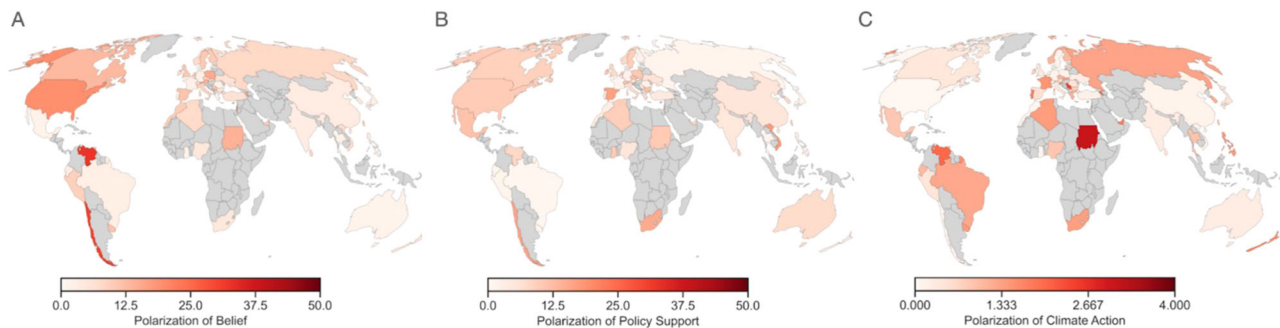 A
B
C
0.0 12.5 25.0 37.5 50.0
Polarization of Belief
0.0 12.5 25.0 37.5 50.0
Polarization of Policy Support
0.000 1.333 2.667 4.000
Polarization of Climate Action